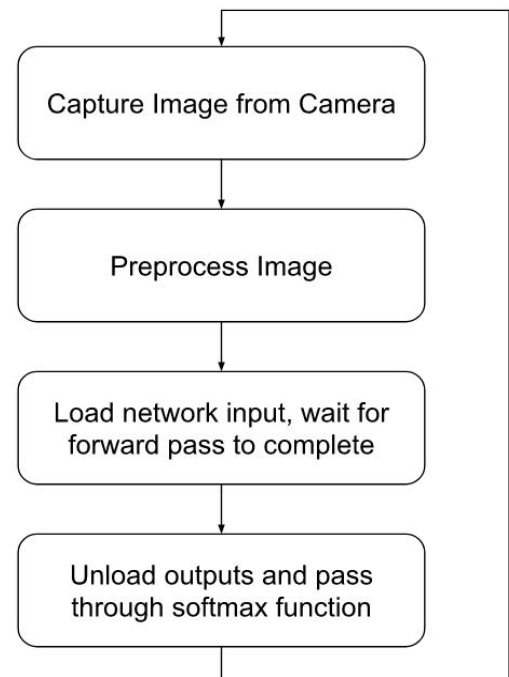 Capture Image from Camera
Preprocess Image
Load network input, wait for
forward pass to complete
Unload outputs and pass
through softmax function